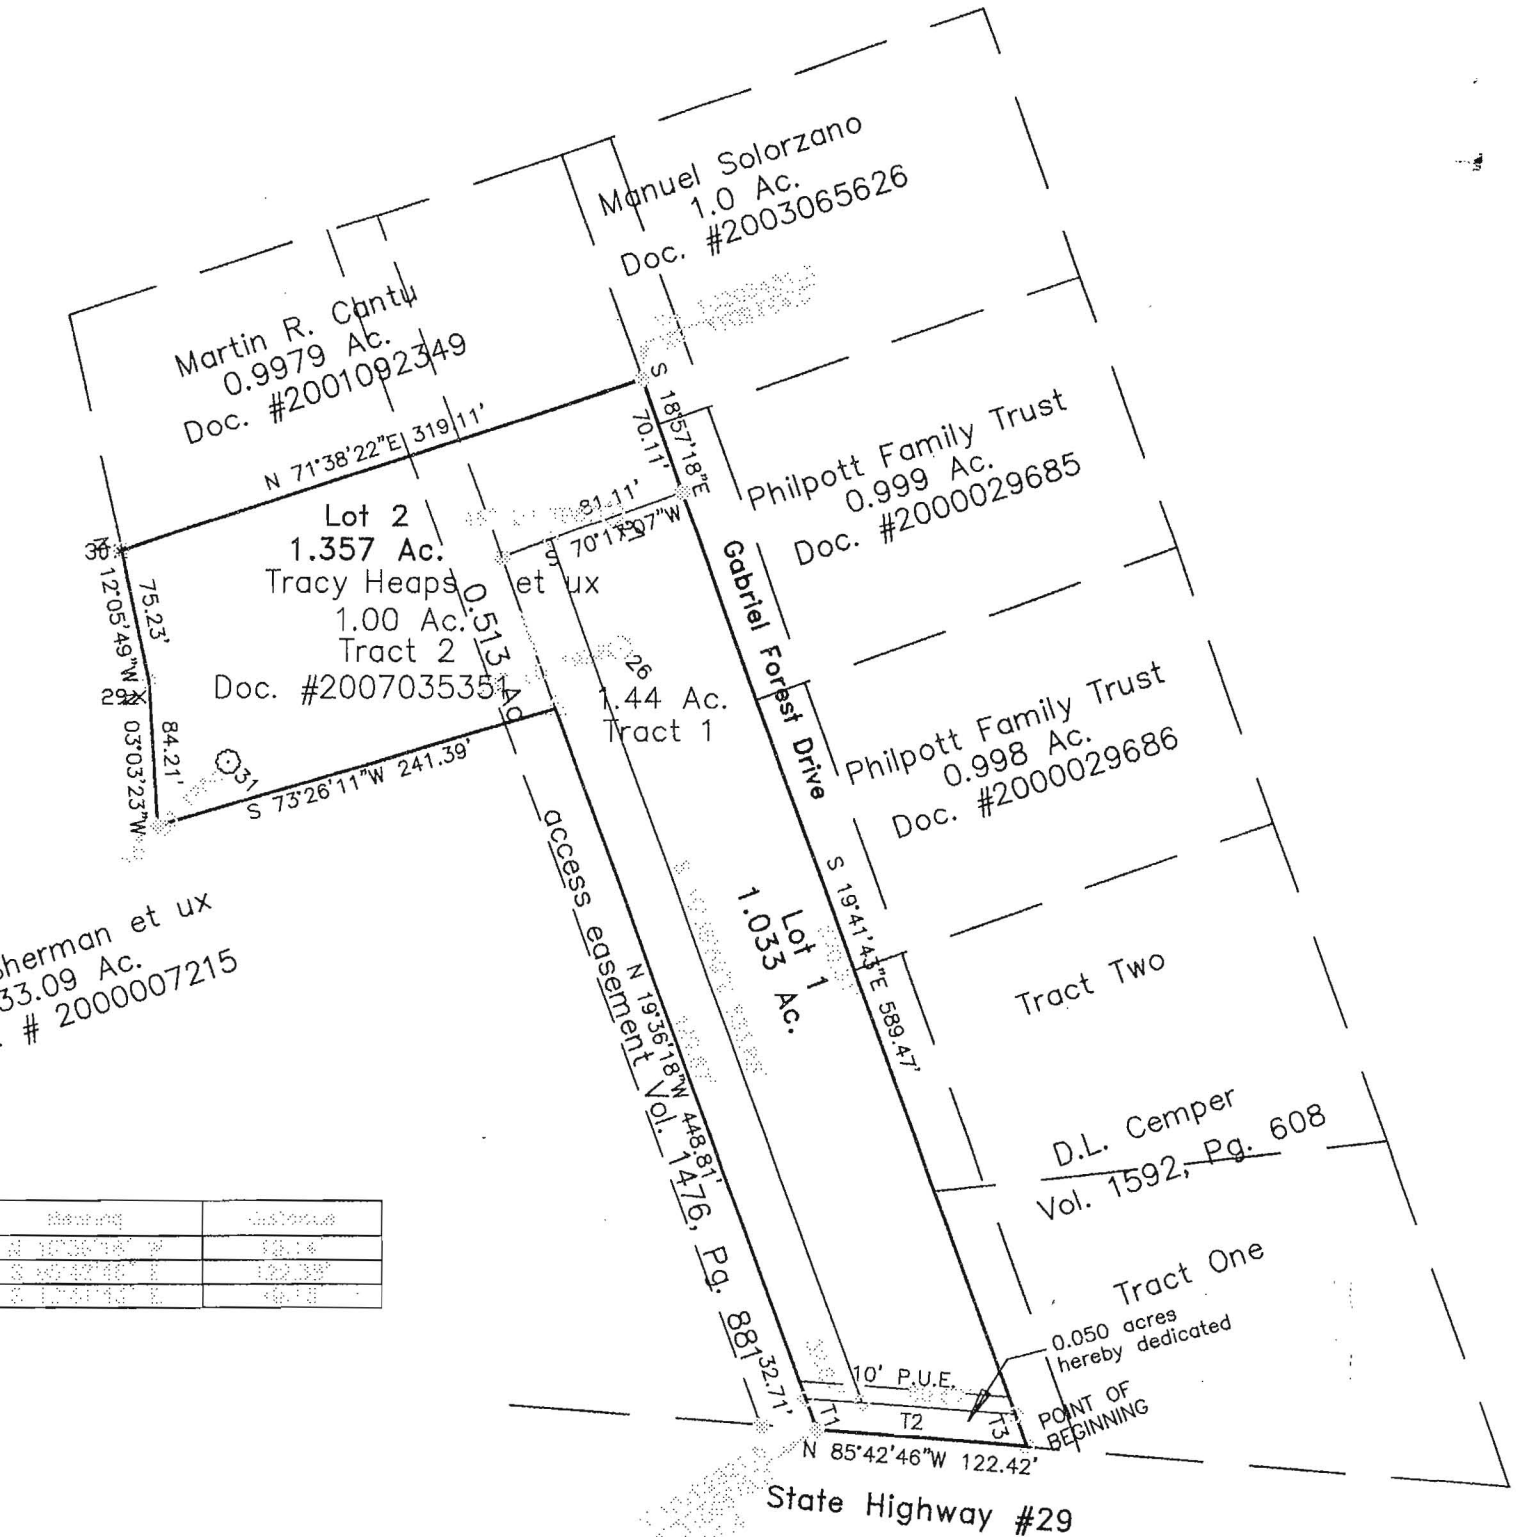 Manuel Solorzano
1.0 Ac.
Doc. #2003065626
Martin R. Cantu
0.9979 Ac.
Doc. #2001092349
N 71°38'22"E 319.11'
S 18°57'18"E
70.11'
Philpott Family Trust
0.999 Ac.
Doc. #2000029685
Lot 2
1.357 Ac.
Tracy Heaps et ux
1.00 Ac.
Tract 2
Doc. #2007035351
81.11'
S 70°17'07"W
0.513 Ac
30
12°05'49"W
75.23'
29
03°03'23"W
84.21'
31
S 73°26'11"W 241.39'
26
1.44 Ac.
Tract 1
Gabriel Forest Drive
Philpott Family Trust
0.998 Ac.
Doc. #2000029686
Lot 1
1.033 Ac.
S 19°41'43"E 589.47'
access easement Vol. 1476, Pg. 881
N 19°36'18"W 448.81'
sherman et ux
33.09 Ac.
. # 2000007215
Tract Two
D.L. Cemper
Vol. 1592, Pg. 608
Tract One
0.050 acres
hereby dedicated
Bearing
distance
32.71'
10' P.U.E.
T1
T2
T3
POINT OF
BEGINNING
N 85°42'46"W 122.42'
State Highway #29